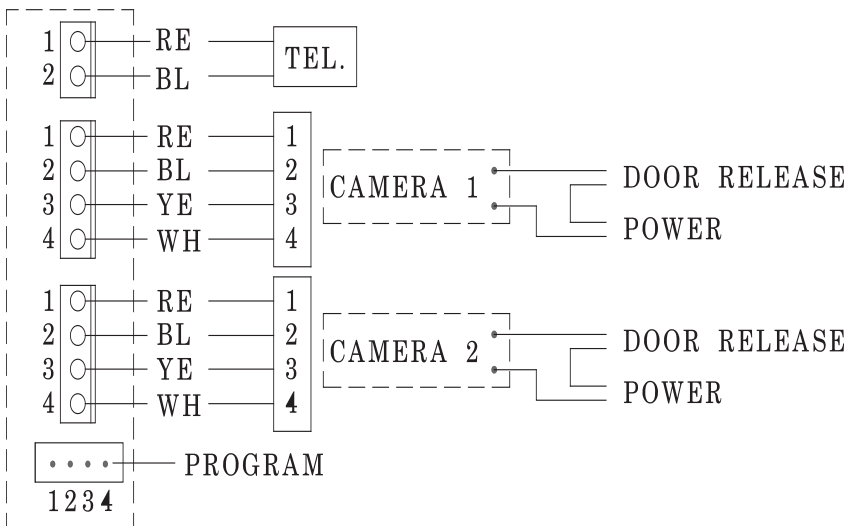 1 RE
2 BL
TEL.
1 RE 1
2 BL 2
3 YE 3
4 WH 4
CAMERA 1
DOOR RELEASE
POWER
1 RE 1
2 BL 2
3 YE 3
4 WH 4
CAMERA 2
DOOR RELEASE
POWER
PROGRAM
1234